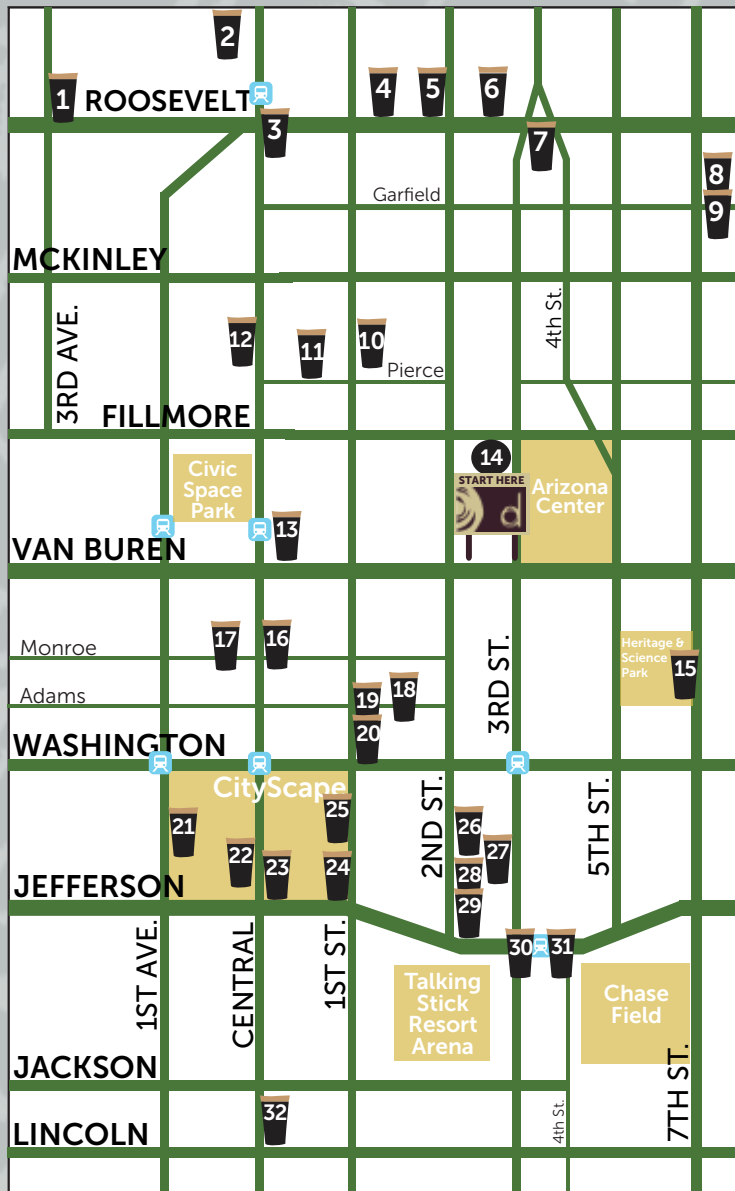 2
1
ROOSEVELT
4
5
6
3
7
8
Garfield
9
MCKINLEY
3RD AVE.
4th St.
12
11
10
Pierce
FILLMORE
Civic
Space
Park
14
START HERE
d
Arizona
Center
13
VAN BUREN
17
16
Monroe
3RD ST.
Heritage &
Science
Park
15
Adams
19
18
20
WASHINGTON
CityScape
2ND ST.
5TH ST.
25
21
26
27
22
23
24
28
JEFFERSON
29
1ST AVE.
CENTRAL
1ST ST.
30
31
Talking
Stick
Resort
Arena
Chase
Field
7TH ST.
JACKSON
32
4th St.
LINCOLN